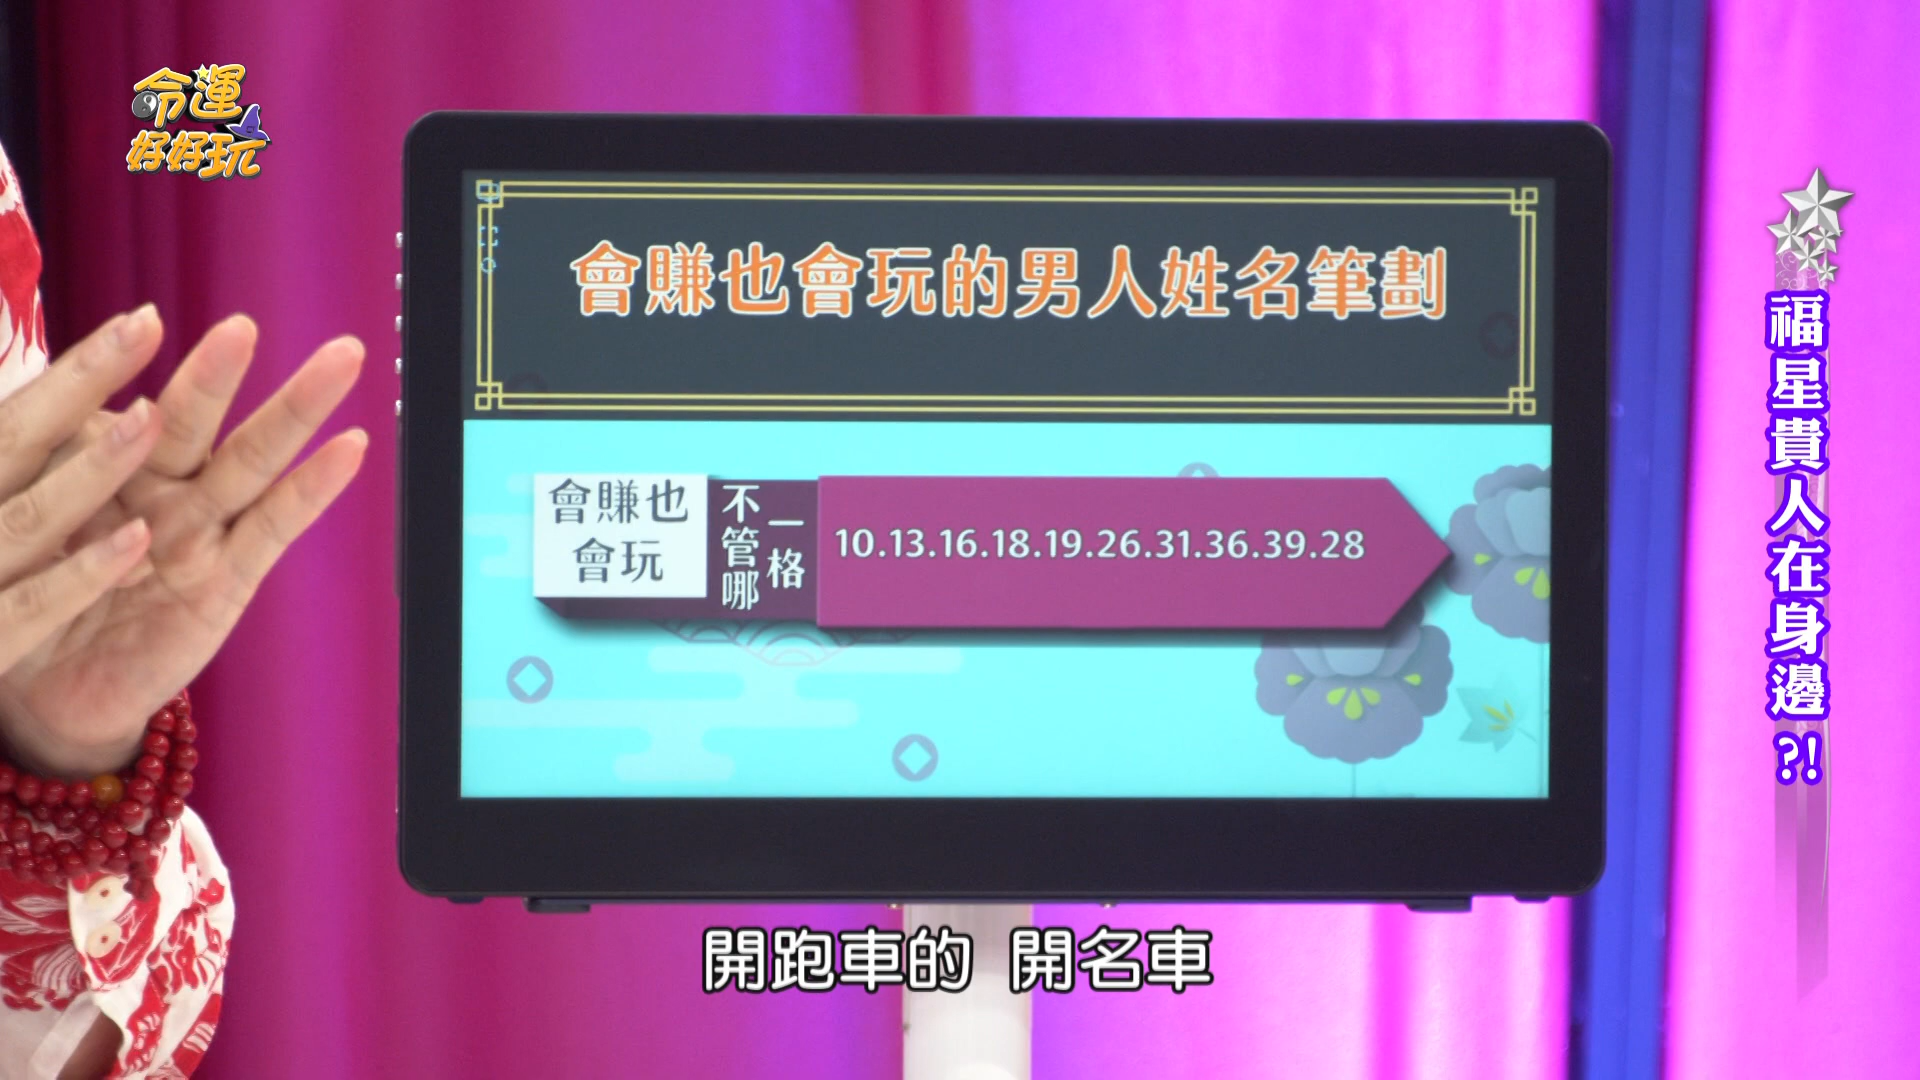 命運
好好玩
會賺也會玩的男人姓名筆劃
會賺也
會玩
不管哪
一格
10.13.16.18.19.26.31.36.39.28
福星貴人在身邊?!
開跑車的 開名車